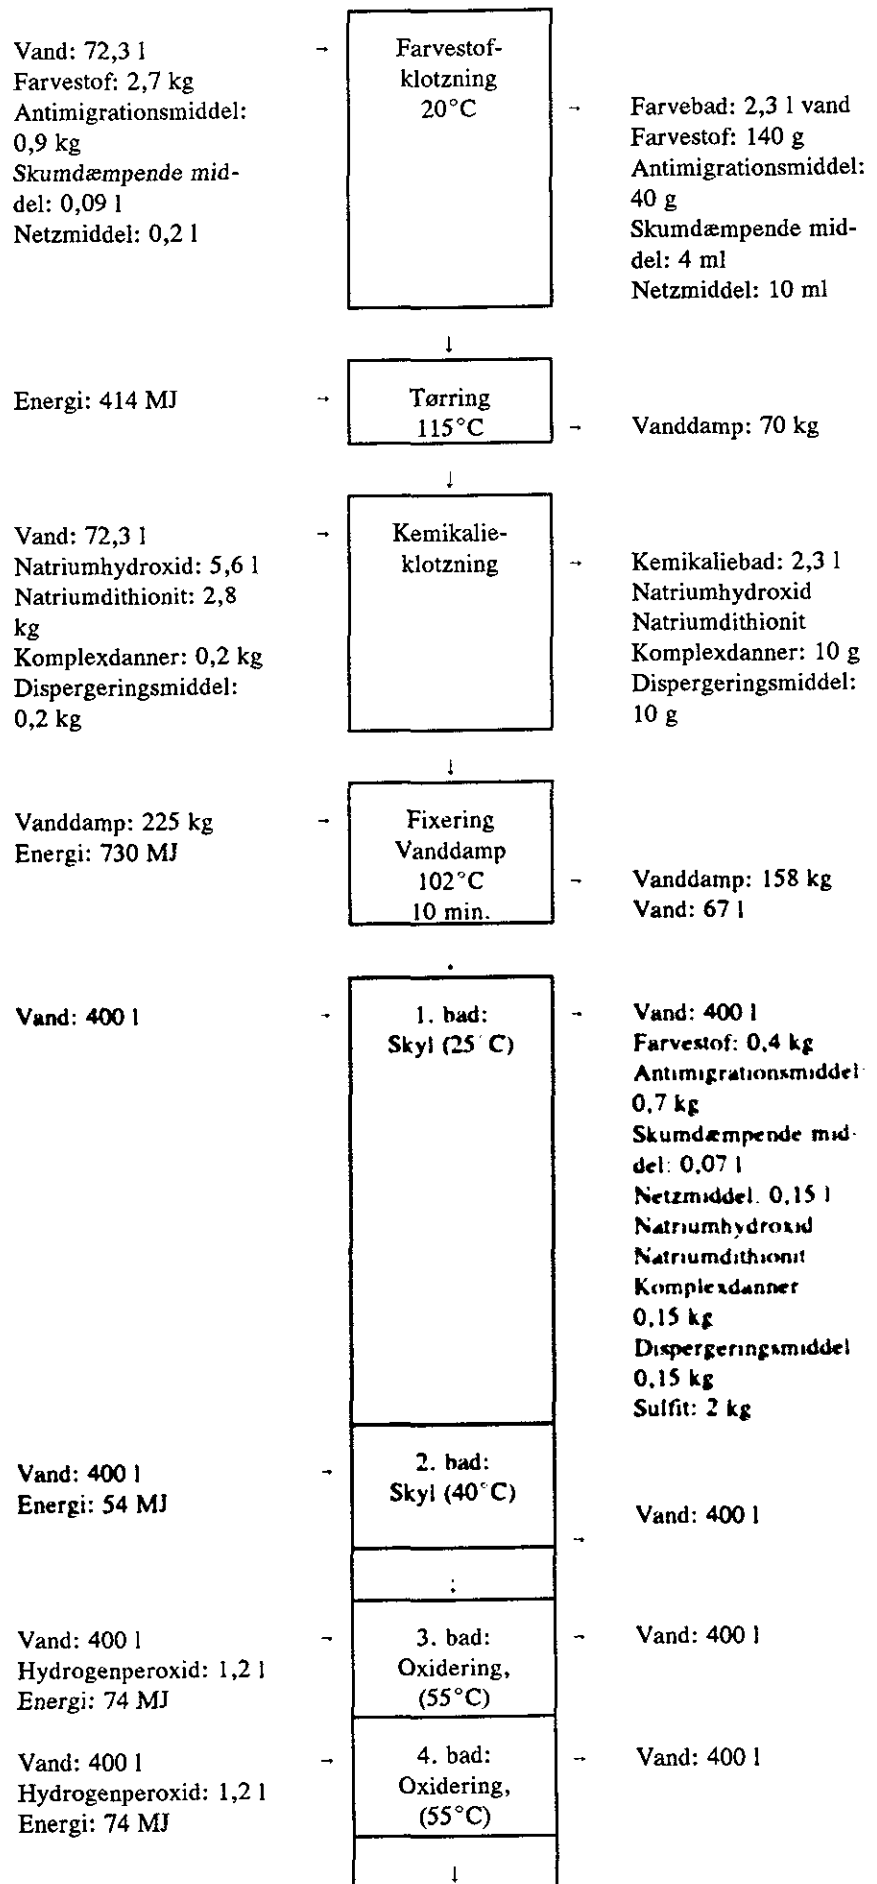 Vand: 72,3 l
Farvestof: 2,7 kg
Antimigrationsmiddel:
0,9 kg
Skumdæmpende mid-
del: 0,09 l
Netzmiddel: 0,2 l
→
Farvestof-
klotzning
20°C
→
Farvebad: 2,3 l vand
Farvestof: 140 g
Antimigrationsmiddel:
40 g
Skumdæmpende mid-
del: 4 ml
Netzmiddel: 10 ml
↓
Energi: 414 MJ
→
Tørring
115°C
→
Vanddamp: 70 kg
↓
Vand: 72,3 l
Natriumhydroxid: 5,6 l
Natriumdithionit: 2,8
kg
Komplexdanner: 0,2 kg
Dispergeringsmiddel:
0,2 kg
→
Kemikalie-
klotzning
→
Kemikaliebad: 2,3 l
Natriumhydroxid
Natriumdithionit
Komplexdanner: 10 g
Dispergeringsmiddel:
10 g
↓
Vanddamp: 225 kg
Energi: 730 MJ
→
Fixering
Vanddamp
102°C
10 min.
→
Vanddamp: 158 kg
Vand: 67 l
Vand: 400 l
→
1. bad:
Skyl (25°C)
→
Vand: 400 l
Farvestof: 0,4 kg
Antimigrationsmiddel
0,7 kg
Skumdæmpende mid-
del: 0,07 l
Netzmiddel. 0,15 l
Natriumhydroxid
Natriumdithionit
Komplexdanner
0,15 kg
Dispergeringsmiddel
0,15 kg
Sulfit: 2 kg
Vand: 400 l
Energi: 54 MJ
→
2. bad:
Skyl (40°C)
→
Vand: 400 l
Vand: 400 l
Hydrogenperoxid: 1,2 l
Energi: 74 MJ
→
3. bad:
Oxidering,
(55°C)
→
Vand: 400 l
Vand: 400 l
Hydrogenperoxid: 1,2 l
Energi: 74 MJ
→
4. bad:
Oxidering,
(55°C)
→
Vand: 400 l
↓